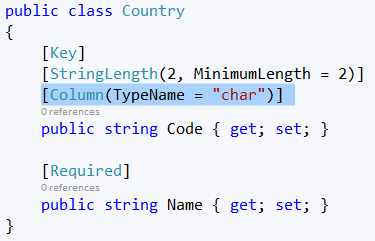 public class Country
{
[Key]
[StringLength(2, MinimumLength = 2)]
[Column(TypeName = "char")]
0 references
public string Code { get; set; }
[Required]
0 references
public string Name { get; set; }
}